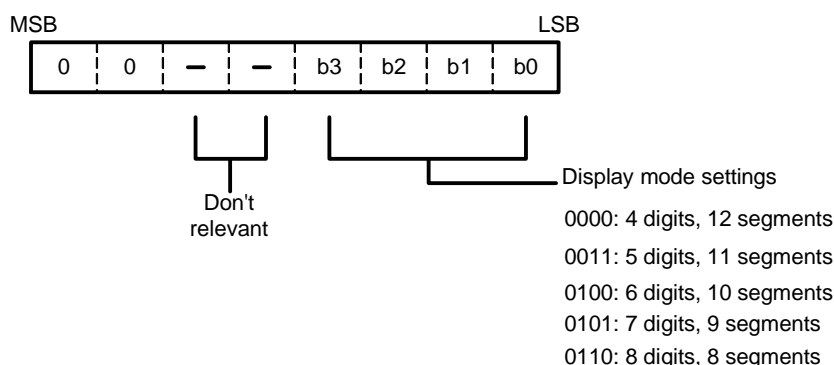 MSB LSB
0 0 – – b3 b2 b1 b0
Don't
relevant
Display mode settings
0000: 4 digits, 12 segments
0011: 5 digits, 11 segments
0100: 6 digits, 10 segments
0101: 7 digits, 9 segments
0110: 8 digits, 8 segments